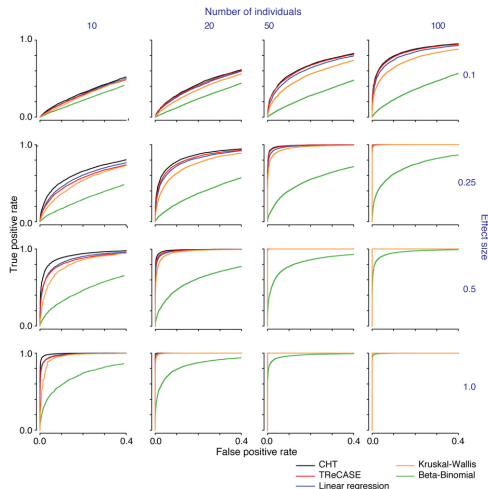 Number of individuals
10 20 50 100
1.0
0.0
0.1
1.0
0.0
0.25
True positive rate
Effect size
1.0
0.0
0.5
1.0
0.0
1.0
0.0 0.4 0.0 0.4 0.0 0.4 0.0 0.4
False positive rate
CHT Kruskal-Wallis
TReCASE Beta-Binomial
Linear regression